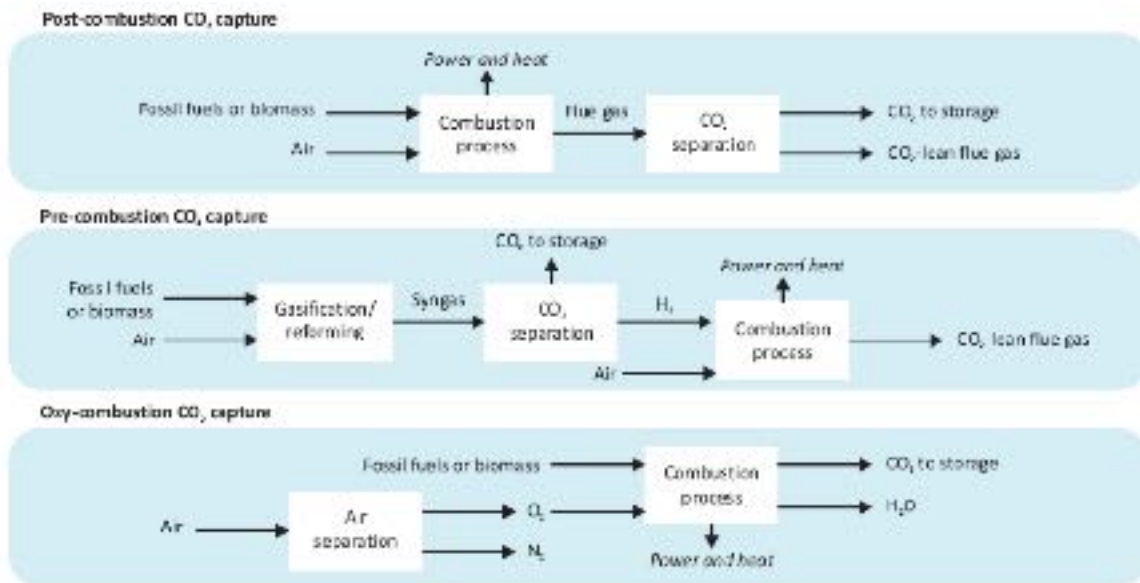 Post-combustion CO₂ capture
Power and heat
Fossil fuels or biomass
Flue gas
CO₂ to storage
Combustion
process
CO₂
separation
Air
CO₂-lean flue gas
Pre-combustion CO₂ capture
CO₂ to storage
Power and heat
Fossil fuels
or biomass
Syngas
H₂
Gasification/
reforming
CO₂
separation
Combustion
process
Air
CO₂-lean flue gas
Air
Oxy-combustion CO₂ capture
Fossil fuels or biomass
Combustion
process
CO₂ to storage
Air
Air
separation
O₂
H₂O
N₂
Power and heat